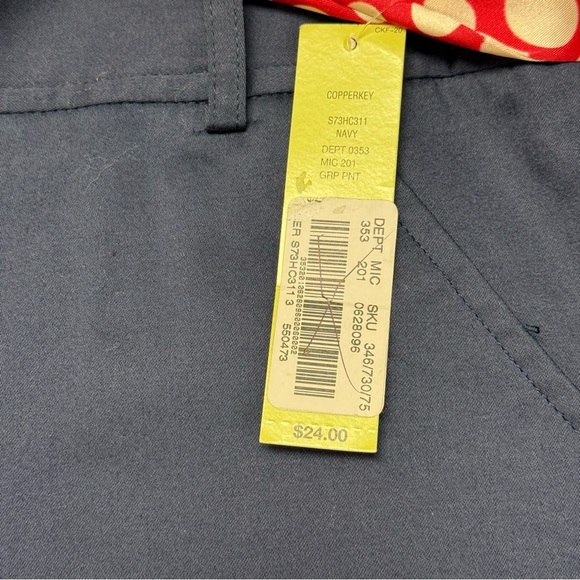 CKF-20
COPPERKEY
S73HC311
NAVY
DEPT 0353
MIC 201
GRP PNT
DEPT MIC SKU 346/730/75
353 201 0628096
ER S73HC311 3 550473
$24.00